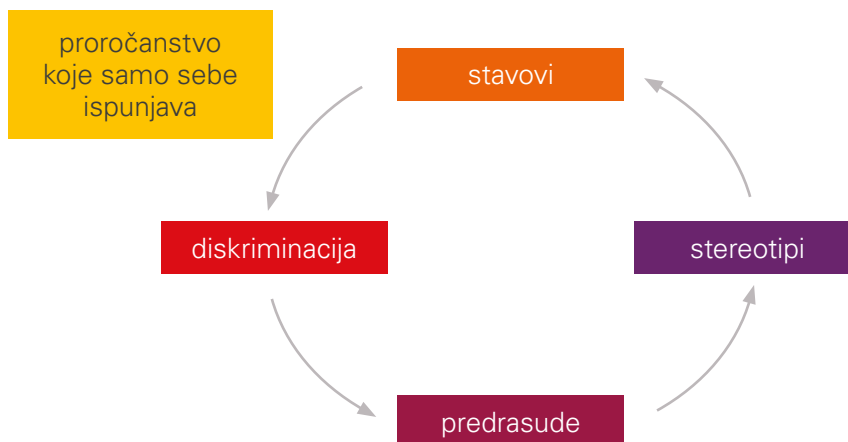 proročanstvo
koje samo sebe
ispunjava
stavovi
diskriminacija
stereotipi
predrasude